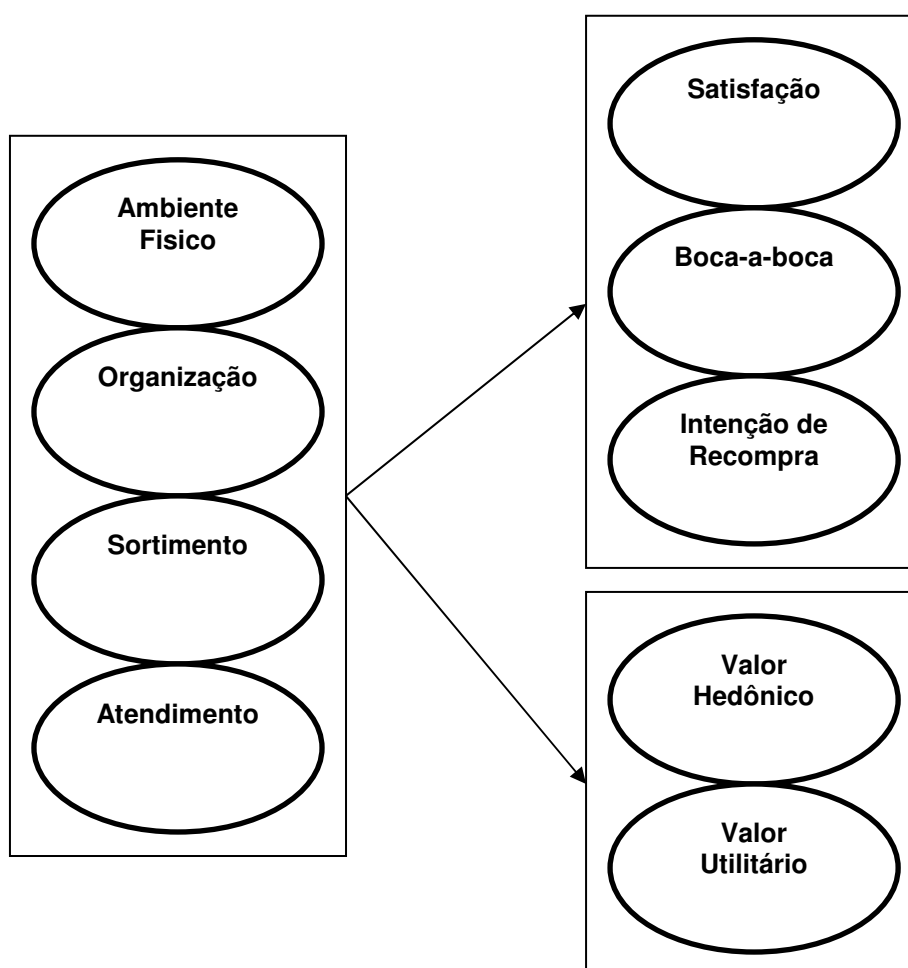 Ambiente
Fisico
Organização
Sortimento
Atendimento
Satisfação
Boca-a-boca
Intenção de
Recompra
Valor
Hedônico
Valor
Utilitário